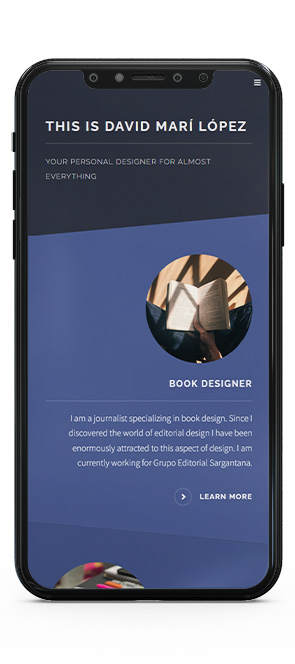 THIS IS DAVID MARÍ LÓPEZ
YOUR PERSONAL DESIGNER FOR ALMOST
EVERYTHING
BOOK DESIGNER
I am a journalist specializing in book design. Since I
discovered the world of editorial design I have been
enormously attracted to this aspect of design. I am
currently working for Grupo Editorial Sargantana.
LEARN MORE